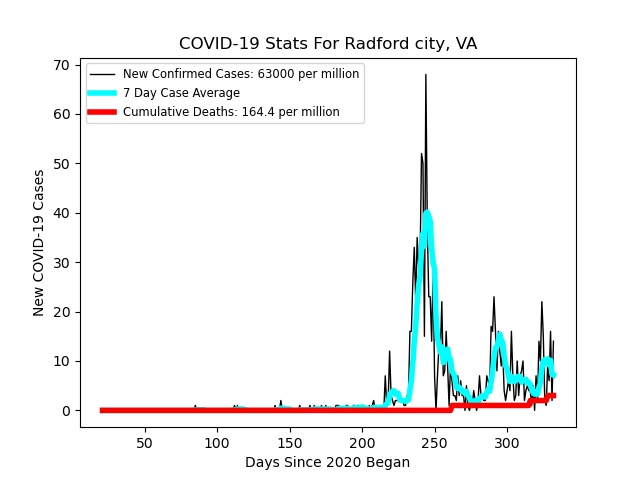 COVID-19 Stats For Radford city, VA
New Confirmed Cases: 63000 per million
7 Day Case Average
Cumulative Deaths: 164.4 per million
New COVID-19 Cases
70
60
50
40
30
20
10
0
50 100 150 200 250 300
Days Since 2020 Began